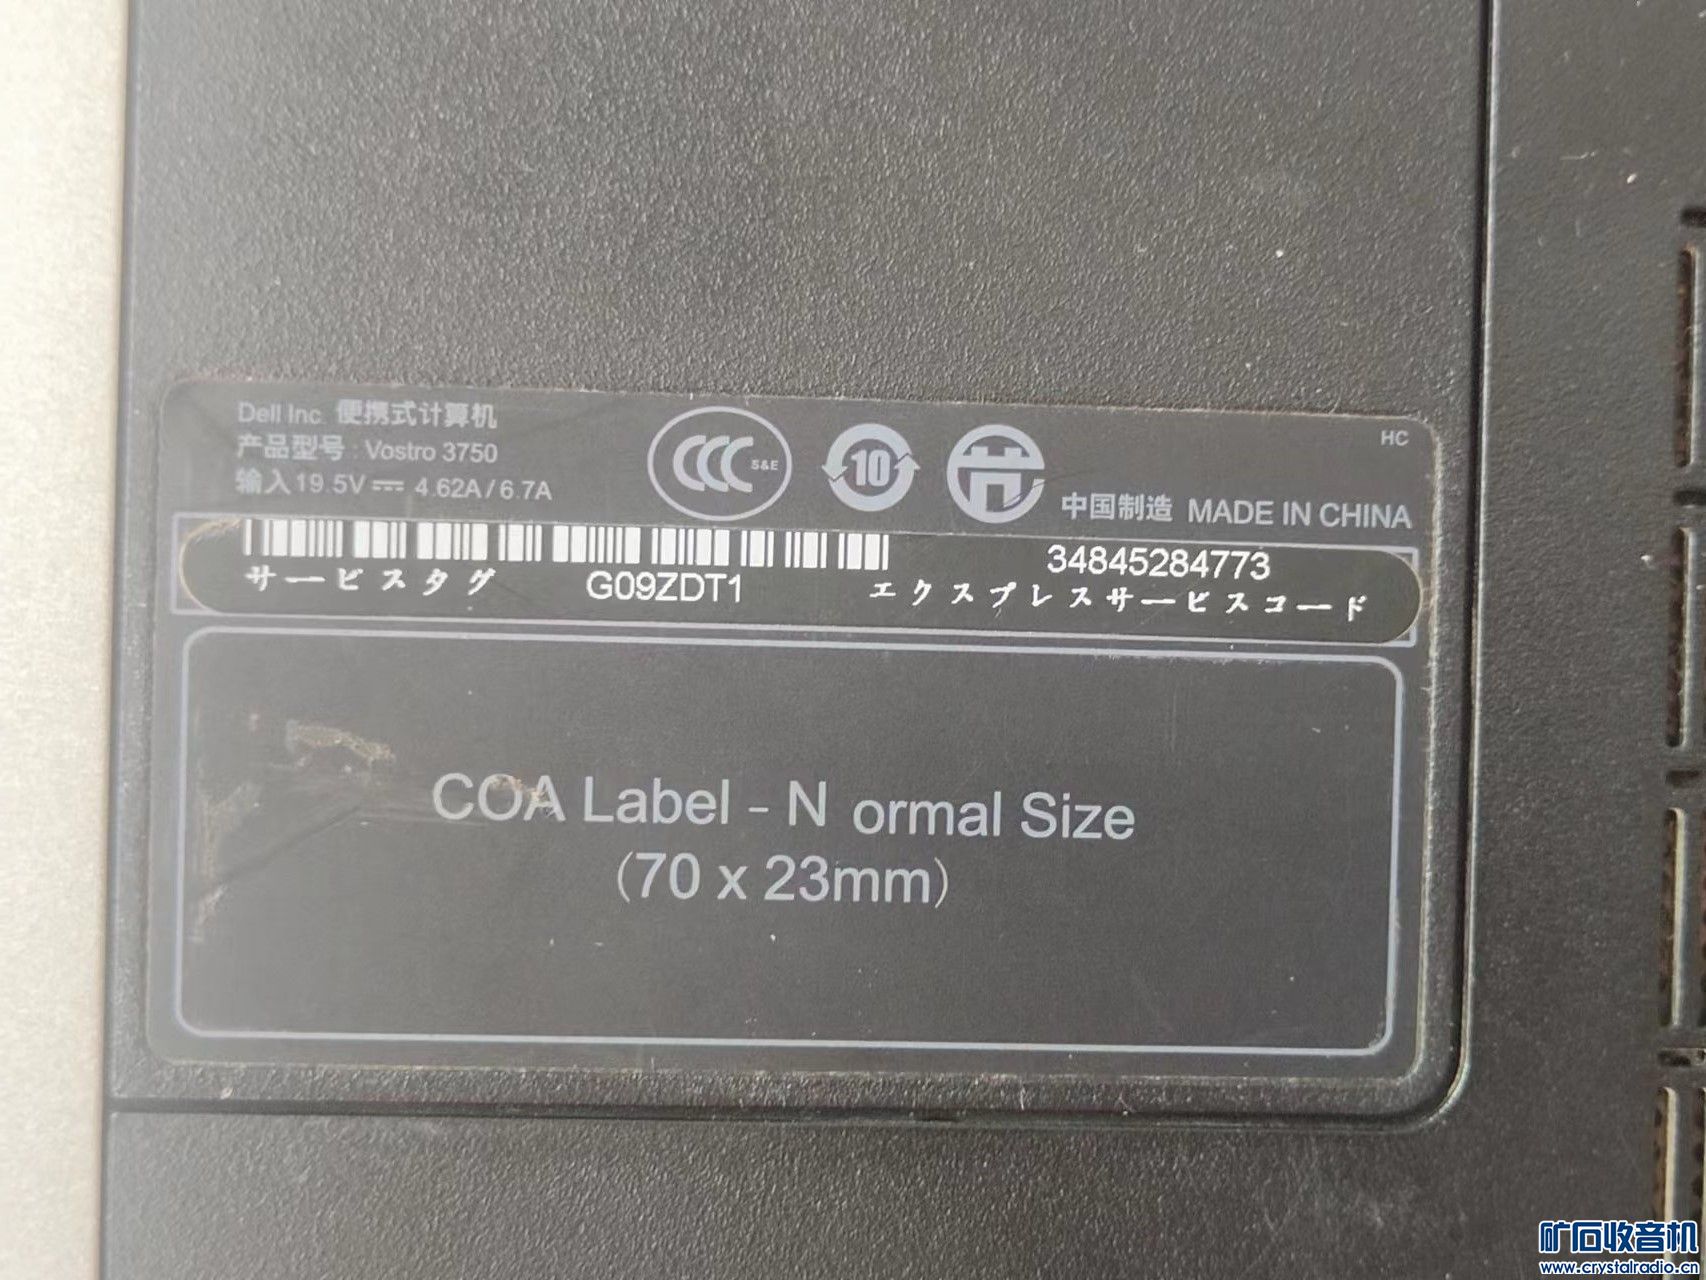 Dell Inc 便携式计算机
产品型号 : Vostro 3750
输入 19.5V ⎓ 4.62A / 6.7A
CCC S&E
10
HC
中国制造 MADE IN CHINA
34845284773
サービスタグ G09ZDT1 エクスプレスサービスコード
COA Label - N ormal Size
(70 x 23mm)
矿石收音机
www.crystalradio.cn